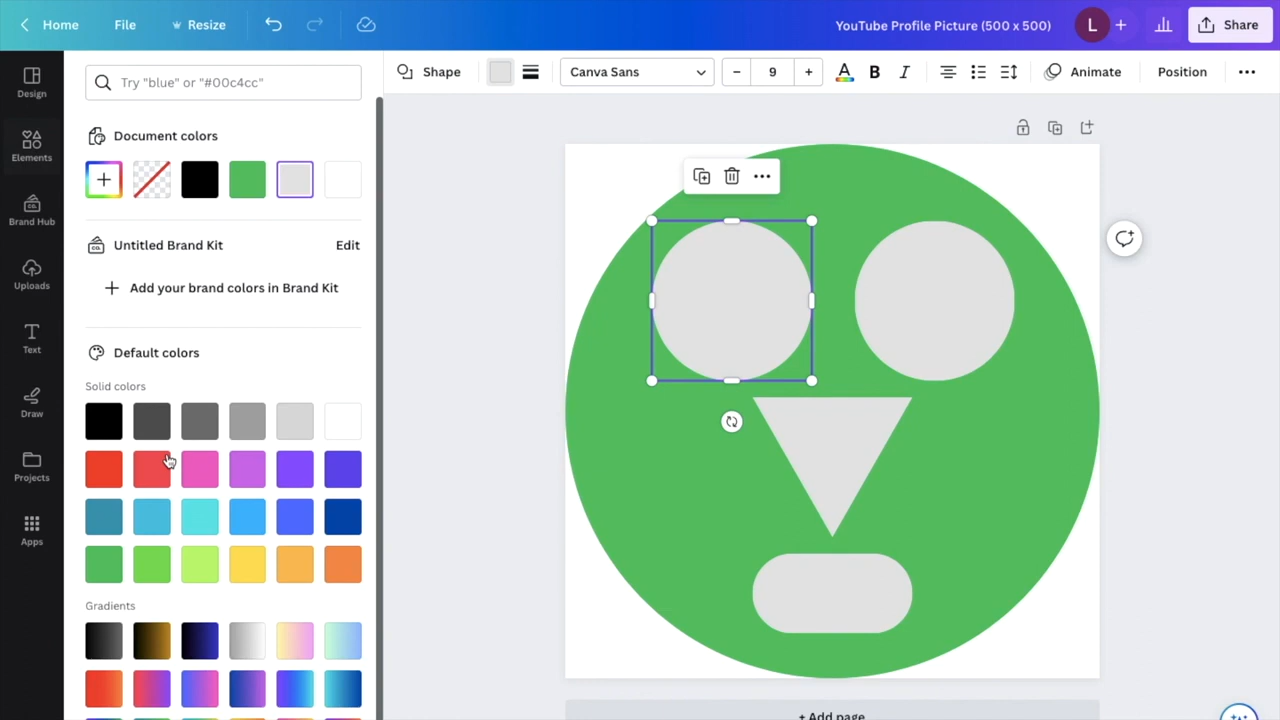 Home
File
Resize
YouTube Profile Picture (500 x 500)
L
Share
Design
Elements
Brand Hub
Uploads
Text
Draw
Projects
Apps
Try "blue" or "#00c4cc"
Document colors
Untitled Brand Kit
Edit
Add your brand colors in Brand Kit
Default colors
Solid colors
Gradients
Shape
Canva Sans
9
A
B
I
Animate
Position
+ Add page